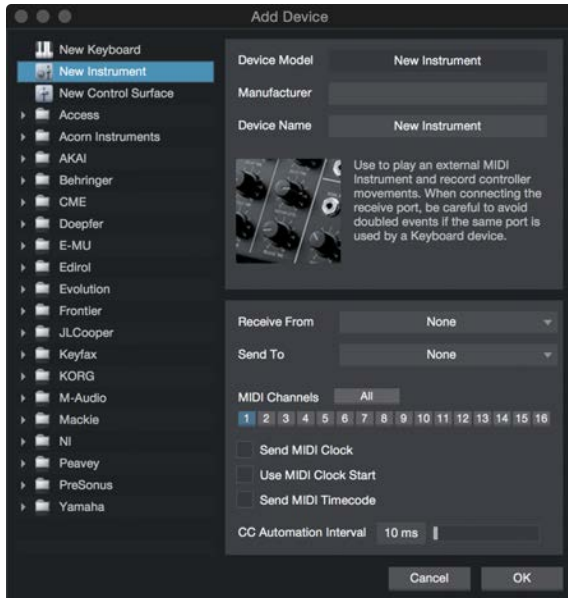 Add Device
New Keyboard
New Instrument
New Control Surface
Access
Acorn Instruments
AKAI
Behringer
CME
Doepfer
E-MU
Edirol
Evolution
Frontier
JLCooper
Keyfax
KORG
M-Audio
Mackie
NI
Peavey
PreSonus
Yamaha
Device Model New Instrument
Manufacturer
Device Name New Instrument
Use to play an external MIDI
Instrument and record controller
movements. When connecting the
receive port, be careful to avoid
doubled events if the same port is
used by a Keyboard device.
Receive From None
Send To None
MIDI Channels All
1 2 3 4 5 6 7 8 9 10 11 12 13 14 15 16
Send MIDI Clock
Use MIDI Clock Start
Send MIDI Timecode
CC Automation Interval 10 ms
Cancel OK